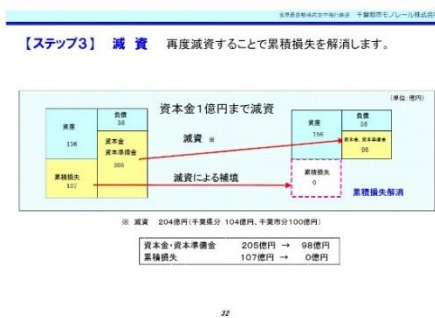 千葉都市モノレール株式会社
【ステップ3】 減 資 再度減資することで累積損失を解消します。
(単位:億円)
資本金1億円まで減資
資産
156
負債
58
資本金
資本準備金
205
累積損失
107
減資 ※
減資による補填
資産
156
負債
58
資本金、資本準備金
98
累積損失
0
累積損失解消
※ 減資 204億円(千葉県分 104億円、千葉市分100億円)
資本金・資本準備金 205億円 → 98億円
累積損失 107億円 → 0億円
32